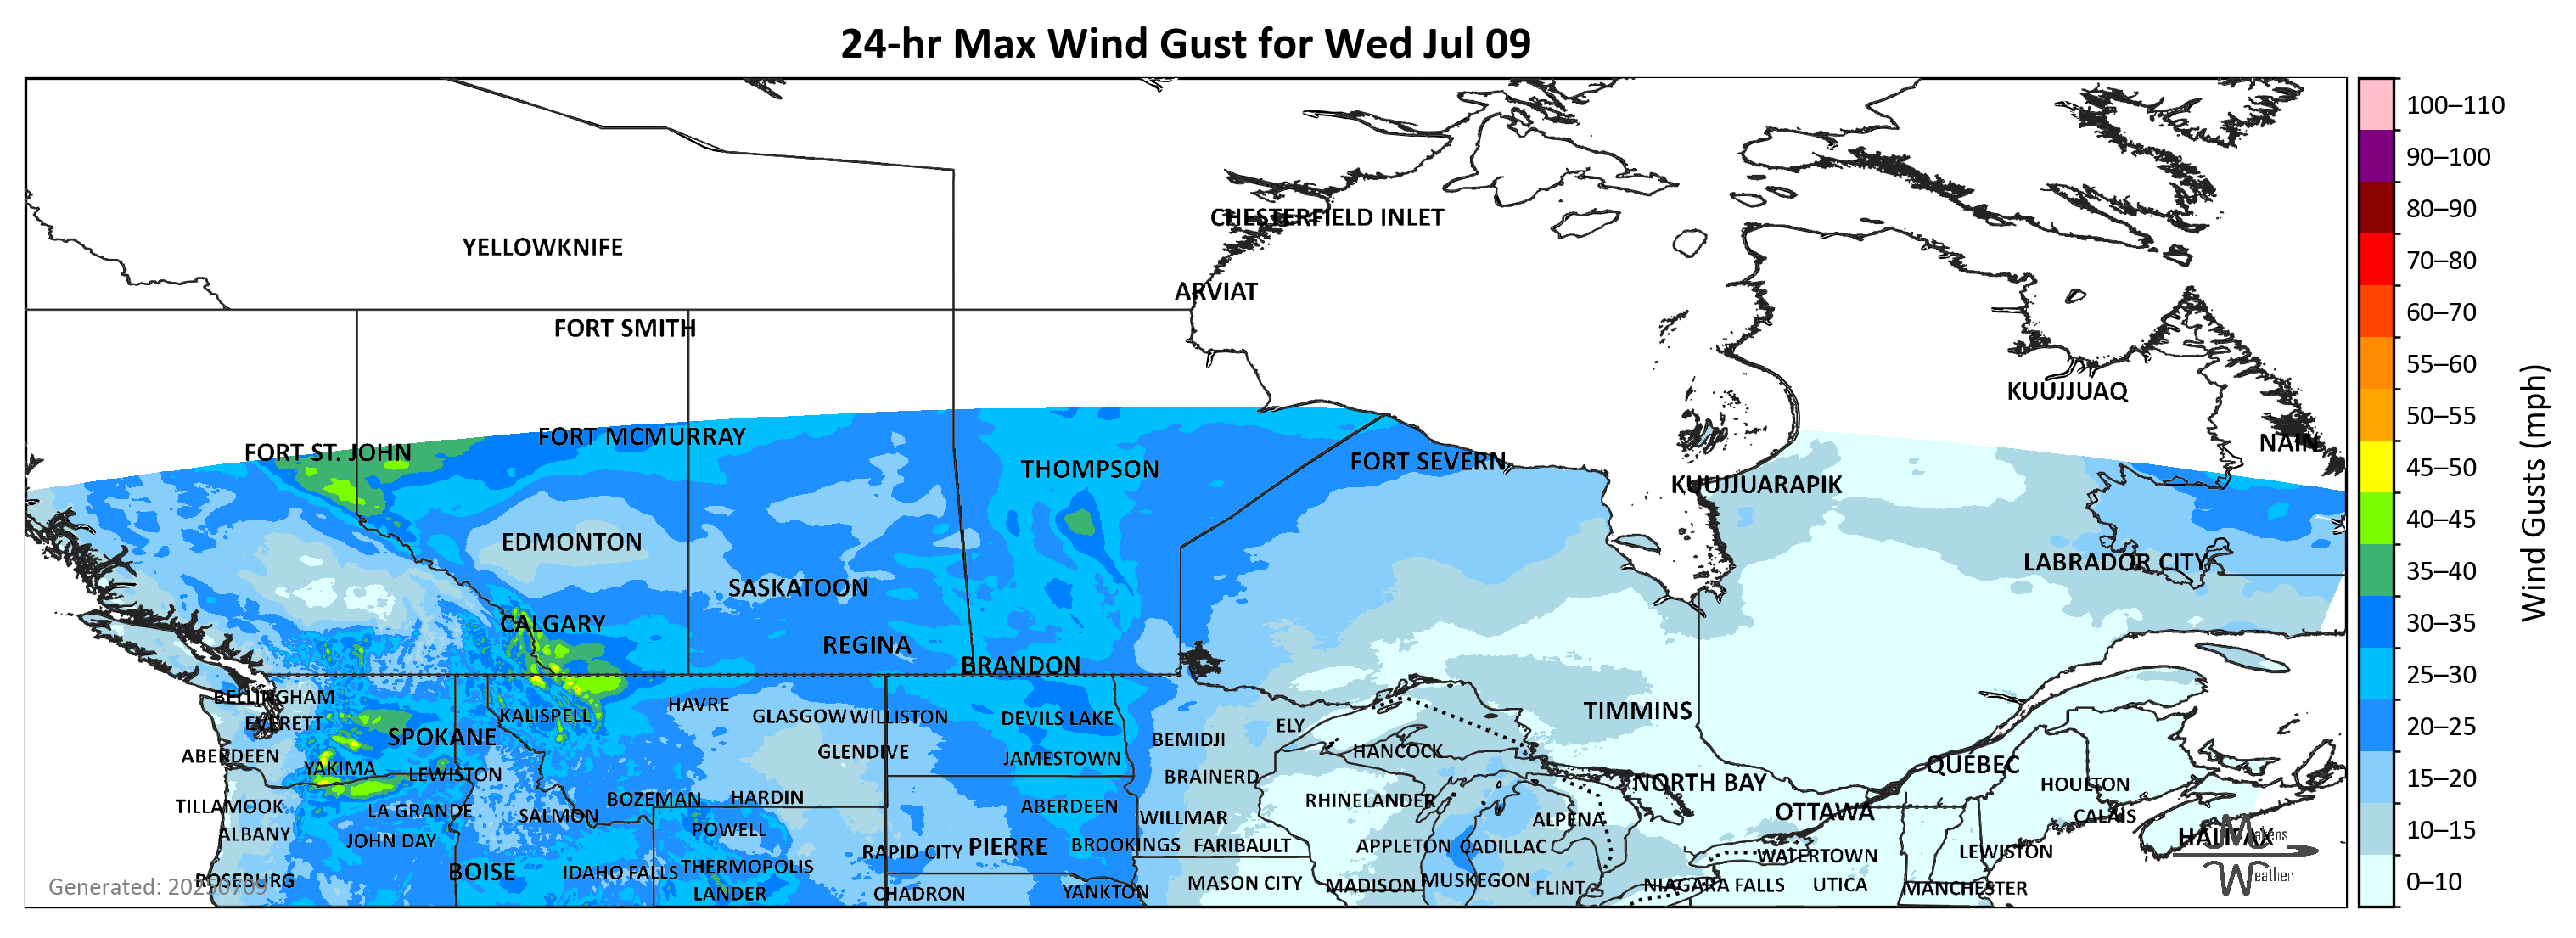 24-hr Max Wind Gust for Wed Jul 09
100–110
90–100
80–90
CHESTERFIELD INLET
YELLOWKNIFE
70–80
ARVIAT
60–70
FORT SMITH
55–60
KUUJJUAQ
50–55
FORT MCMURRAY
NAIN
FORT ST. JOHN
FORT SEVERN
THOMPSON
45–50
KUUJJUARAPIK
Wind Gusts (mph)
40–45
EDMONTON
LABRADOR CITY
35–40
SASKATOON
CALGARY
30–35
REGINA
BRANDON
25–30
BELLINGHAM
HAVRE
TIMMINS
KALISPELL
GLASGOW WILLISTON
DEVILS LAKE
EVERETT
ELY
20–25
SPOKANE
BEMIDJI
HANCOCK
GLENDIVE
ABERDEEN
JAMESTOWN
QUÉBEC
YAKIMA
LEWISTON
BRAINERD
15–20
NORTH BAY
HOULTON
BOZEMAN
HARDIN
RHINELANDER
TILLAMOOK
ABERDEEN
LA GRANDE
OTTAWA
SALMON
CALAIS
WILLMAR
ALPENA
10–15
POWELL
ALBANY
HALIFAX
Makens
JOHN DAY
PIERRE
BROOKINGS
FARIBAULT
APPLETON
CADILLAC
RAPID CITY
LEWISTON
WATERTOWN
THERMOPOLIS
BOISE
IDAHO FALLS
Weather
ROSEBURG
MUSKEGON
0–10
MASON CITY
MADISON
NIAGARA FALLS
UTICA
Generated: 20250709
FLINT
MANCHESTER
LANDER
CHADRON
YANKTON